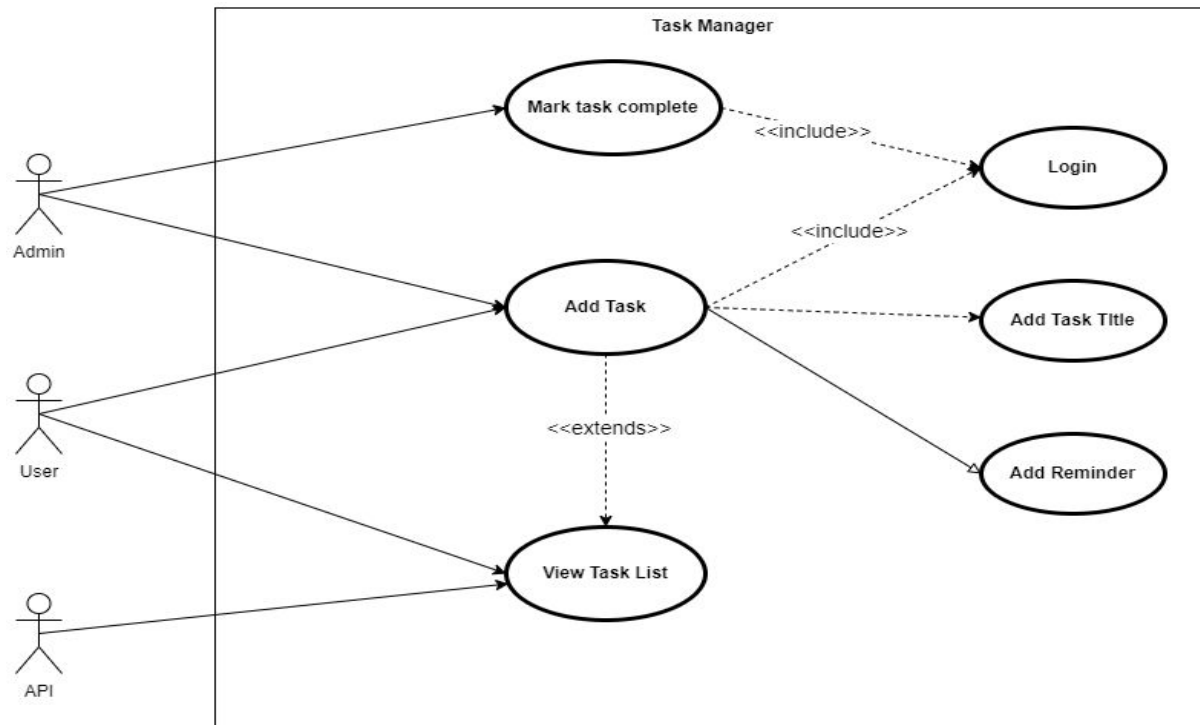 Task Manager
Mark task complete
<<include>>
Login
Admin
<<include>>
Add Task
Add Task TItle
<<extends>>
User
Add Reminder
View Task List
API